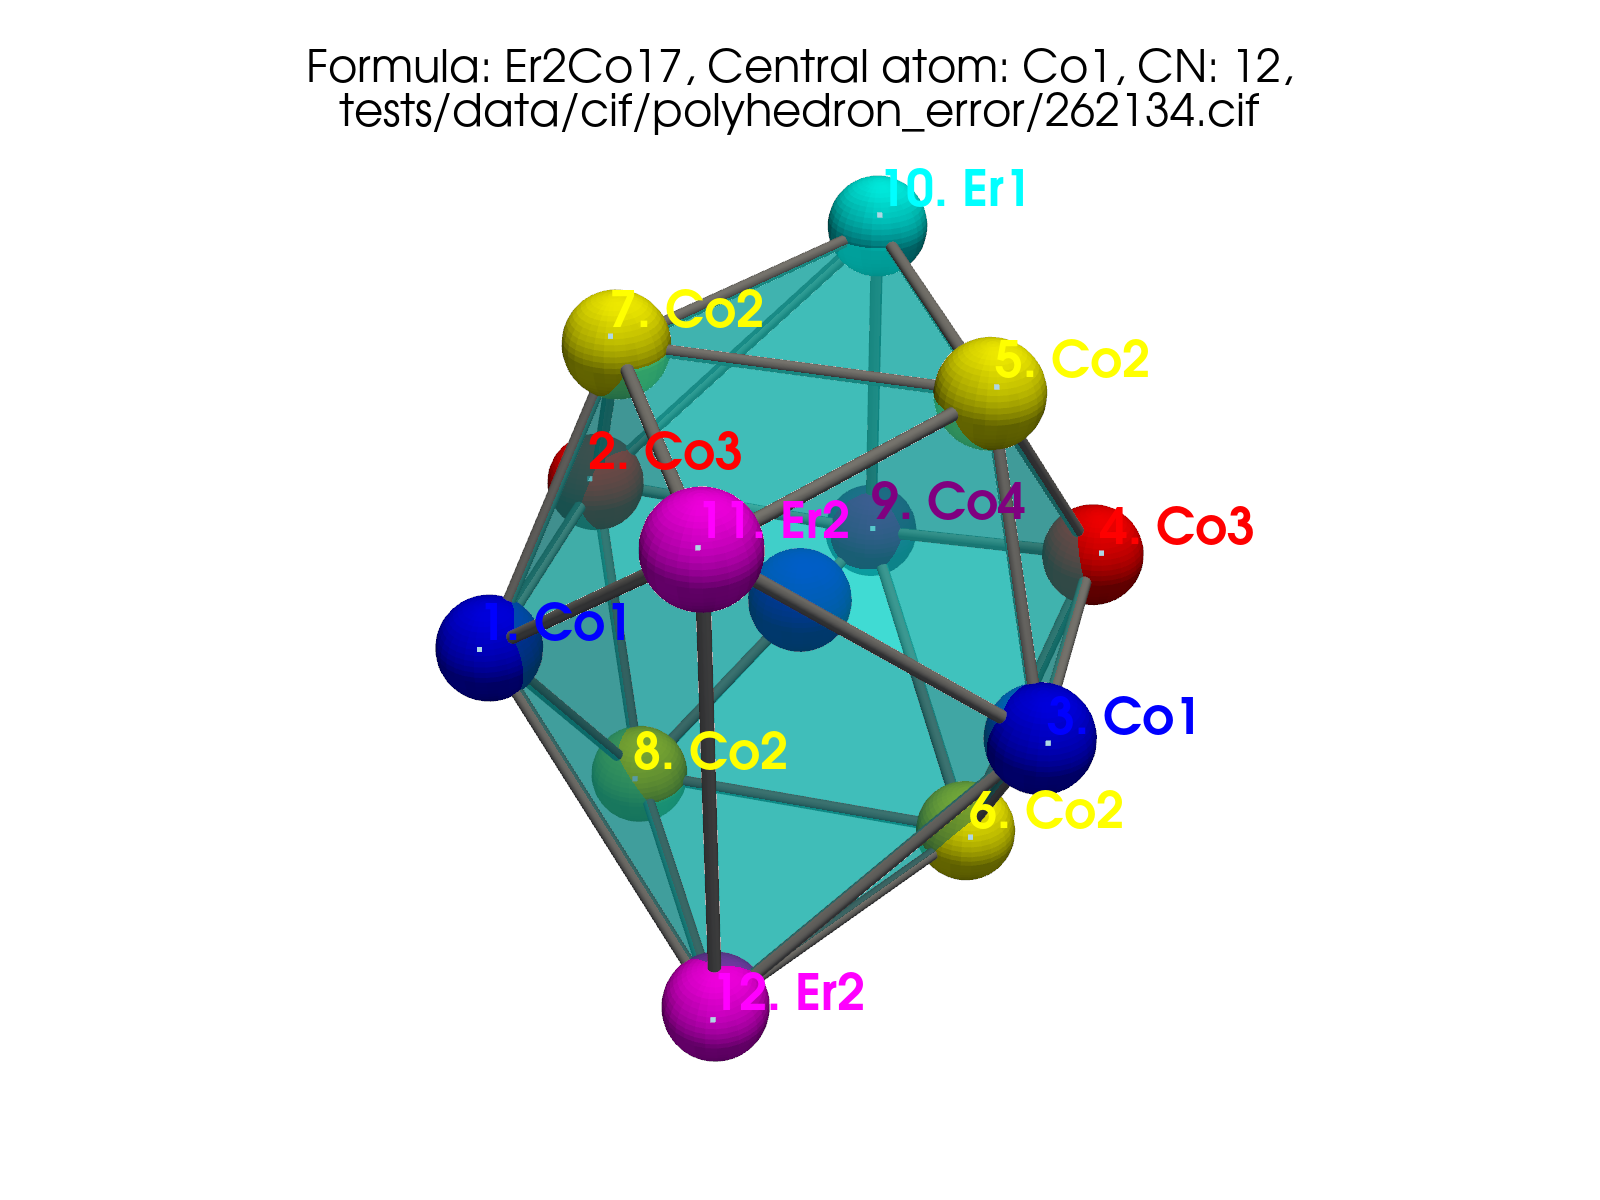 Formula: Er2Co17, Central atom: Co1, CN: 12,
tests/data/cif/polyhedron_error/262134.cif
10. Er1
7. Co2
5. Co2
2. Co3
9. Co4
11. Er2
4. Co3
1. Co1
3. Co1
8. Co2
6. Co2
12. Er2